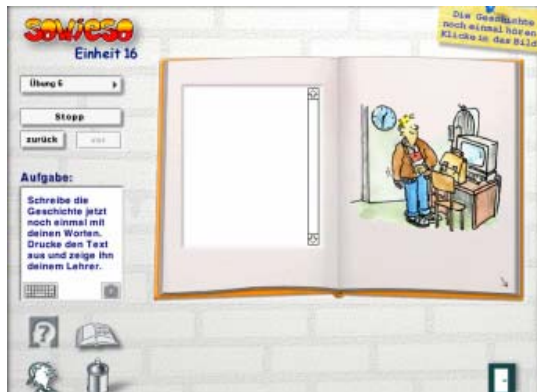 sowieso
Einheit 16
Übung 6
Stopp
zurück
vor
Aufgabe:
Schreibe die
Geschichte jetzt
noch einmal mit
deinen Worten.
Drucke den Text
aus und zeige ihn
deinem Lehrer.
Die Geschichte
noch einmal hören
Klicke in das Bild